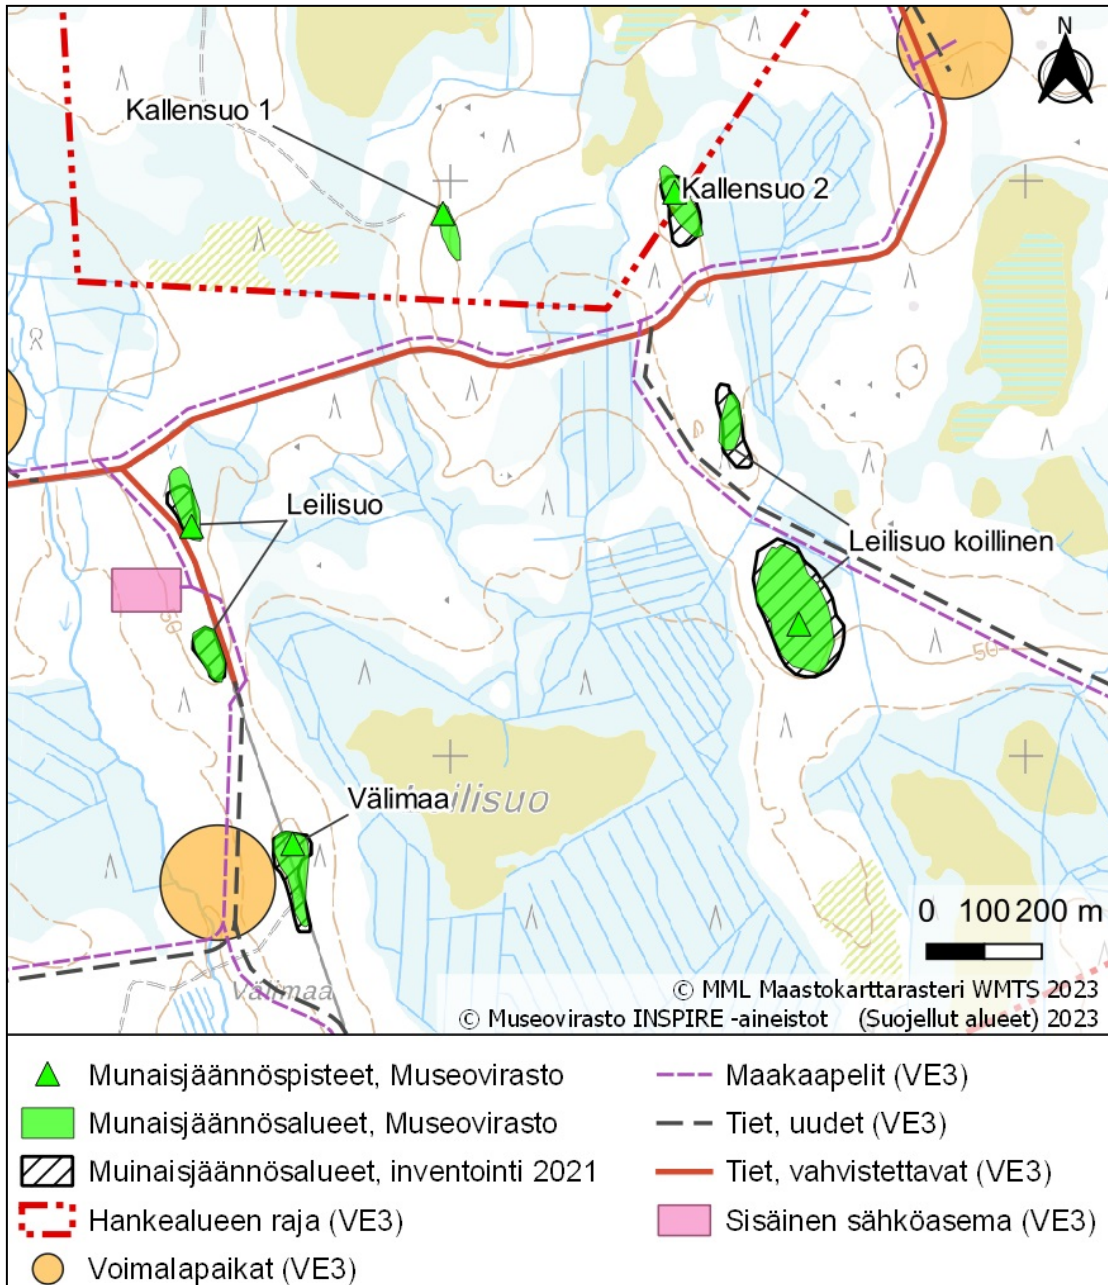 N
Kallensuo 1
Kallensuo 2
Leilisuo
Leilisuo koillinen
50
50
Välimaa
ilisuo
Välimaa
0 100 200 m
© MML Maastokarttarasteri WMTS 2023
© Museovirasto INSPIRE -aineistot (Suojellut alueet) 2023
Munaisjäännöspisteet, Museovirasto
Munaisjäännösalueet, Museovirasto
Muinaisjäännösalueet, inventointi 2021
Hankealueen raja (VE3)
Voimalapaikat (VE3)
Maakaapelit (VE3)
Tiet, uudet (VE3)
Tiet, vahvistettavat (VE3)
Sisäinen sähköasema (VE3)